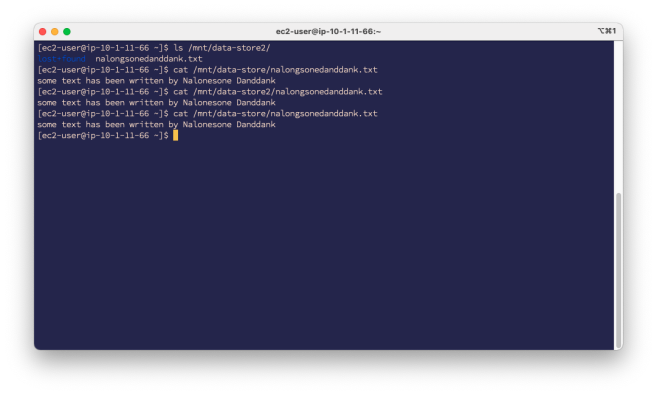 ec2-user@ip-10-1-11-66:~
⌥⌘1
[ec2-user@ip-10-1-11-66 ~]$ ls /mnt/data-store2/
lost+found  nalongsonedanddank.txt
[ec2-user@ip-10-1-11-66 ~]$ cat /mnt/data-store/nalongsonedanddank.txt
some text has been written by Nalonesone Danddank
[ec2-user@ip-10-1-11-66 ~]$ cat /mnt/data-store2/nalongsonedanddank.txt
some text has been written by Nalonesone Danddank
[ec2-user@ip-10-1-11-66 ~]$ cat /mnt/data-store/nalongsonedanddank.txt
some text has been written by Nalonesone Danddank
[ec2-user@ip-10-1-11-66 ~]$